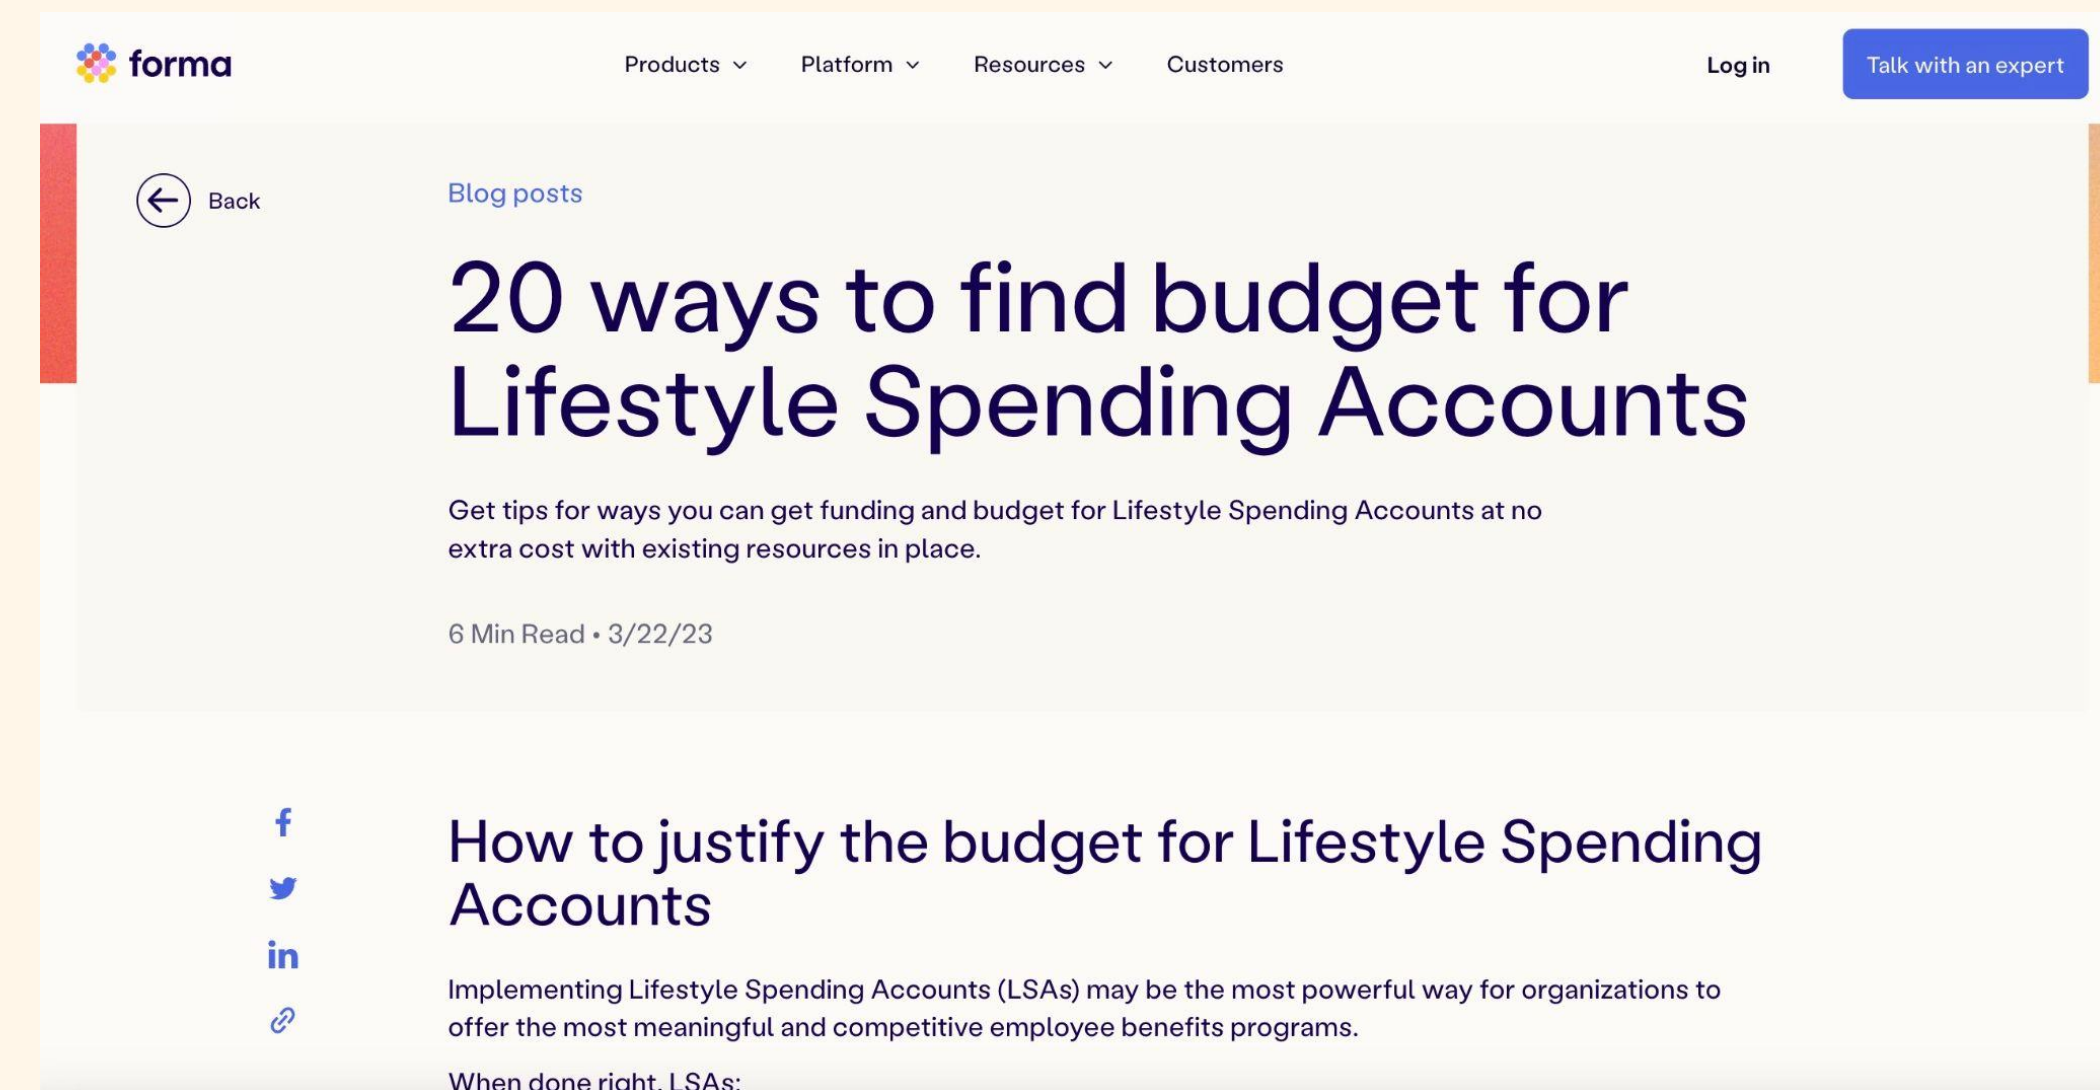 forma
Products
Platform
Resources
Customers
Log in
Talk with an expert
Back
Blog posts
20 ways to find budget for
Lifestyle Spending Accounts
Get tips for ways you can get funding and budget for Lifestyle Spending Accounts at no
extra cost with existing resources in place.
6 Min Read • 3/22/23
How to justify the budget for Lifestyle Spending
Accounts
Implementing Lifestyle Spending Accounts (LSAs) may be the most powerful way for organizations to
offer the most meaningful and competitive employee benefits programs.
When done right, LSAs: